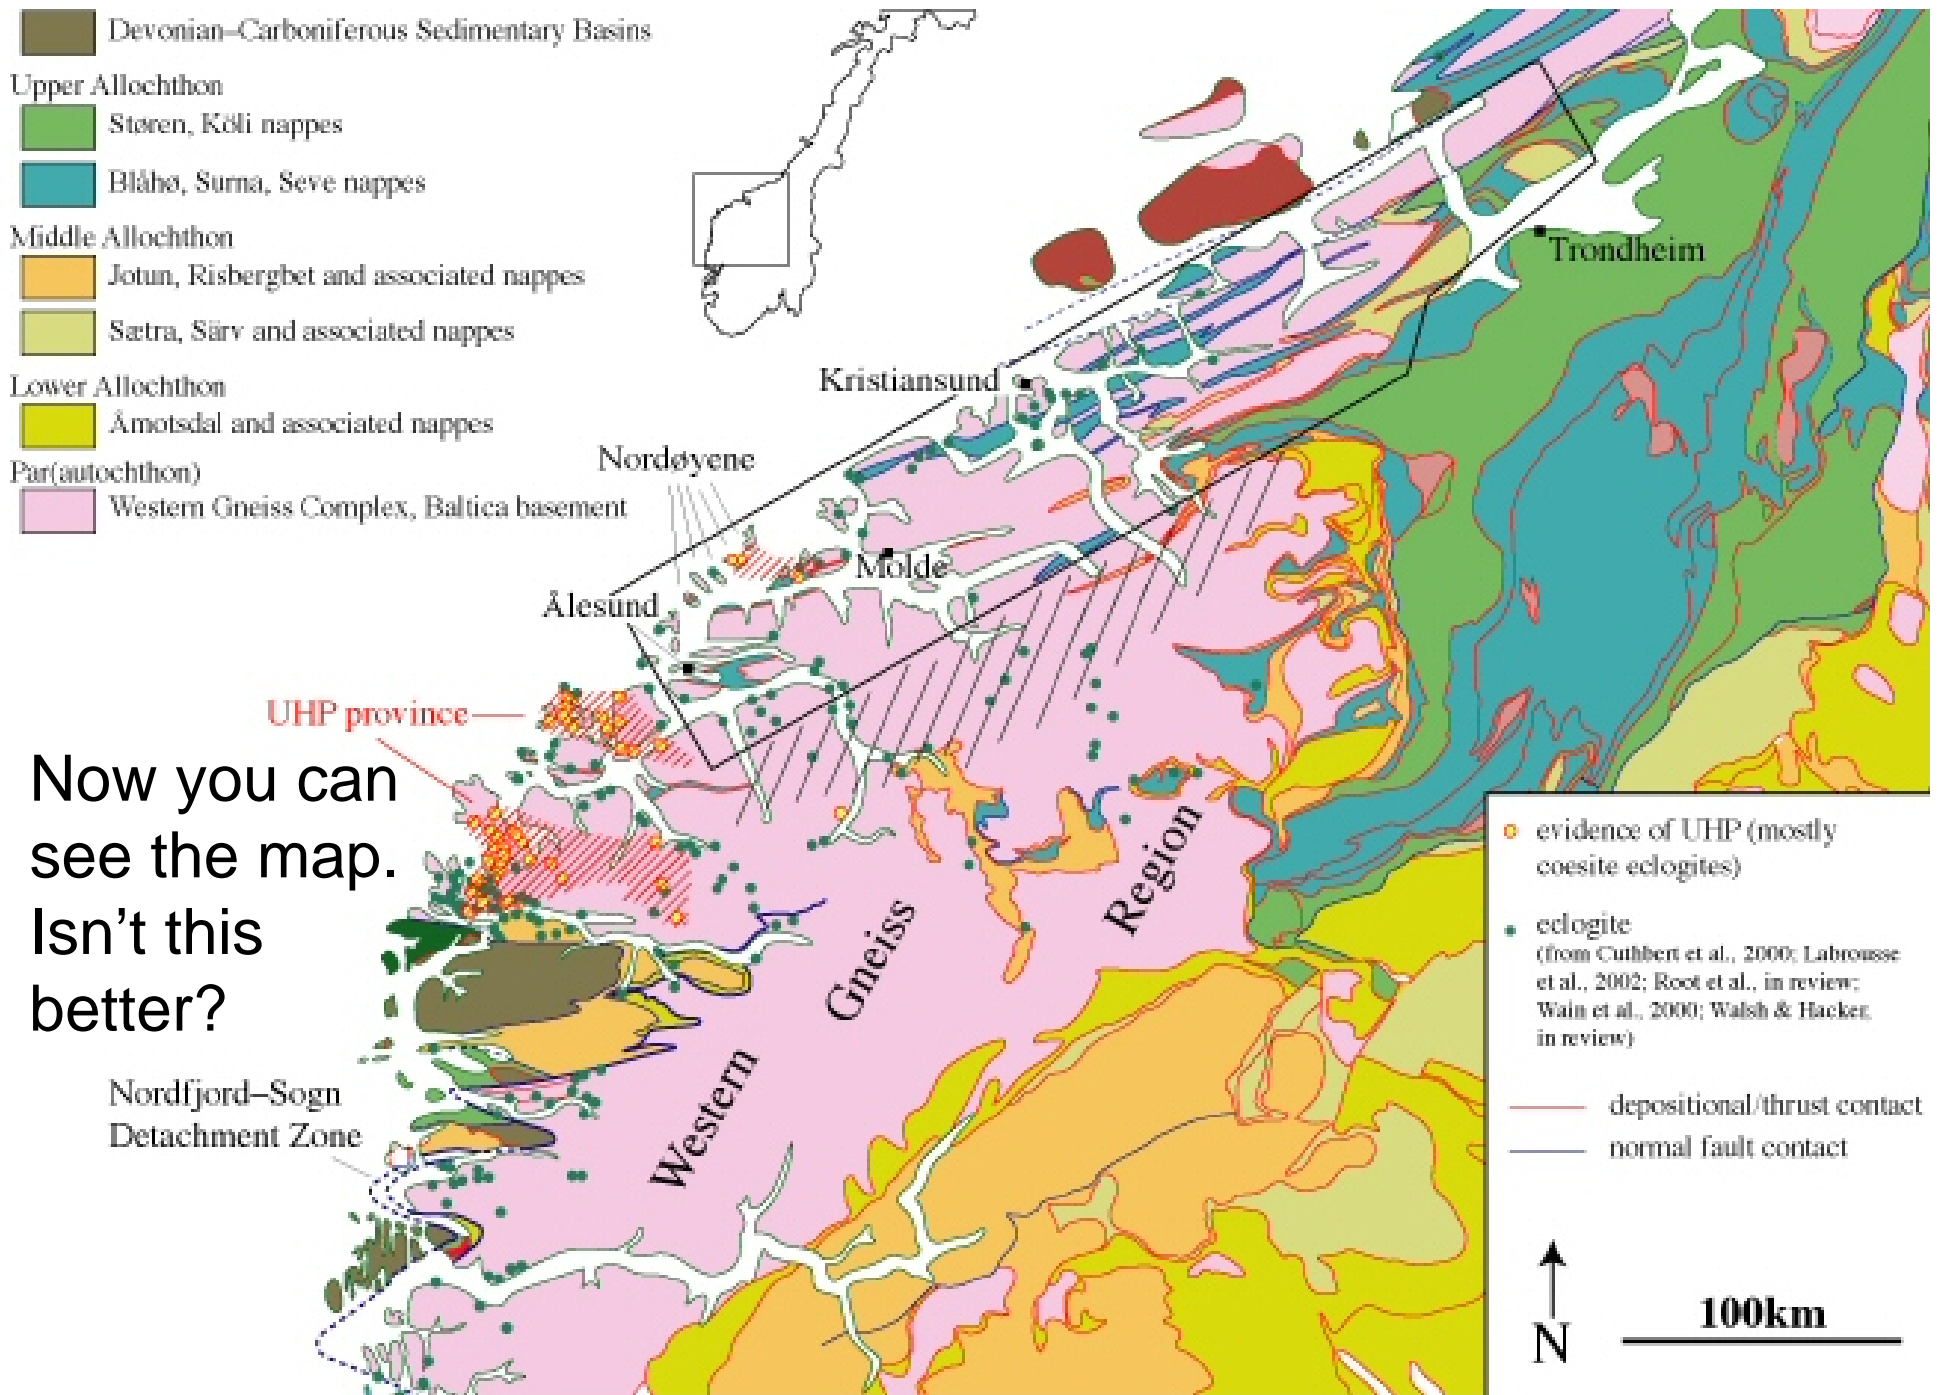 Devonian–Carboniferous Sedimentary Basins
Upper Allochthon
Støren, Köli nappes
Blåhø, Surna, Seve nappes
Middle Allochthon
Jotun, Risbergbet and associated nappes
Sætra, Särv and associated nappes
Lower Allochthon
Åmotsdal and associated nappes
Par(autochthon)
Western Gneiss Complex, Baltica basement
Trondheim
Kristiansund
Nordøyene
Molde
Ålesund
UHP province
Now you can
see the map.
Isn’t this
better?
Nordfjord–Sogn
Detachment Zone
Western
Gneiss
Region
evidence of UHP (mostly
coesite eclogites)
eclogite
(from Cuthbert et al., 2000; Labrousse
et al., 2002; Root et al., in review;
Wain et al., 2000; Walsh & Hacker,
in review)
depositional/thrust contact
normal fault contact
N
100km